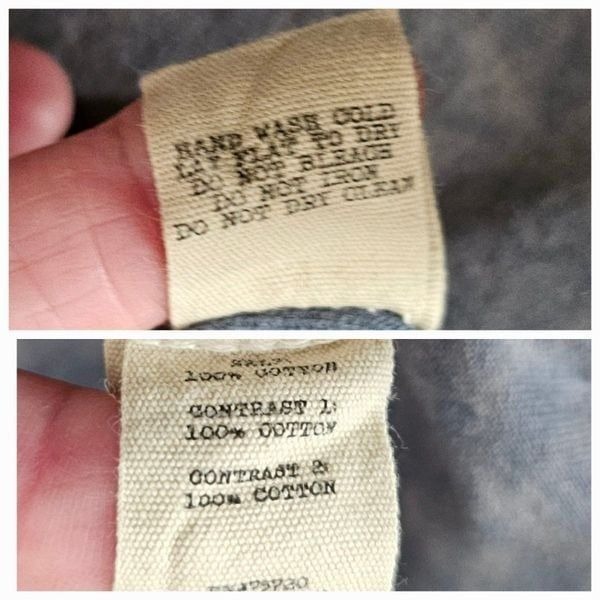 HAND WASH COLD
LAY FLAT TO DRY
DO NOT BLEACH
DO NOT IRON
DO NOT DRY CLEAN
100% COTTON
CONTRAST 1:
100% COTTON
CONTRAST 2:
100% COTTON